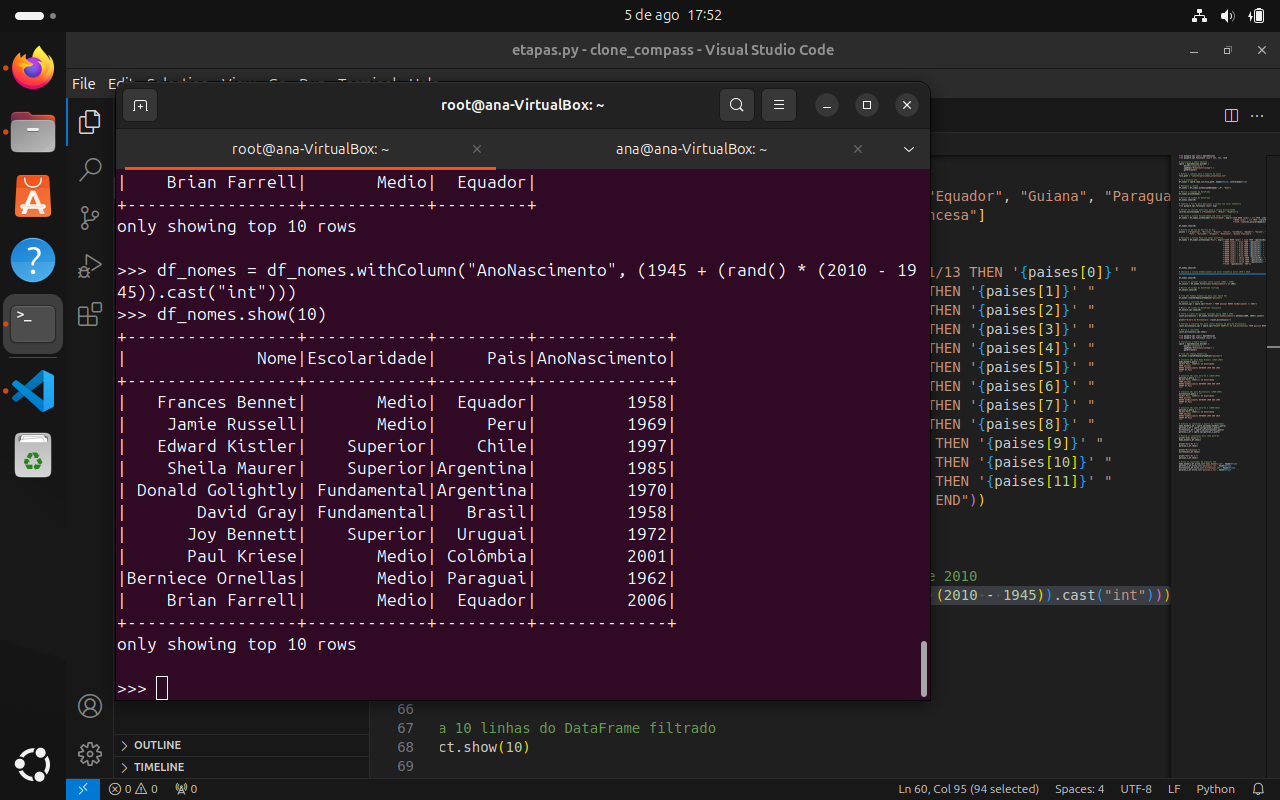 5 de ago 17:52
etapas.py - clone_compass - Visual Studio Code
File
root@ana-VirtualBox: ~
root@ana-VirtualBox: ~
ana@ana-VirtualBox: ~
| Brian Farrell| Medio| Equador|
+-----------------+------------+---------+
only showing top 10 rows
>>> df_nomes = df_nomes.withColumn("AnoNascimento", (1945 + (rand() * (2010 - 19
45)).cast("int")))
>>> df_nomes.show(10)
+-----------------+------------+---------+-------------+
| Nome|Escolaridade| Pais|AnoNascimento|
+-----------------+------------+---------+-------------+
| Frances Bennet| Medio| Equador| 1958|
| Jamie Russell| Medio| Peru| 1969|
| Edward Kistler| Superior| Chile| 1997|
| Sheila Maurer| Superior|Argentina| 1985|
| Donald Golightly| Fundamental|Argentina| 1970|
| David Gray| Fundamental| Brasil| 1958|
| Joy Bennett| Superior| Uruguai| 1972|
| Paul Kriese| Medio| Colômbia| 2001|
|Berniece Ornellas| Medio| Paraguai| 1962|
| Brian Farrell| Medio| Equador| 2006|
+-----------------+------------+---------+-------------+
only showing top 10 rows
>>>
"Equador", "Guiana", "Paragua
ncesa"]
1/13 THEN '{paises[0]}' "
THEN '{paises[1]}' "
THEN '{paises[2]}' "
THEN '{paises[3]}' "
THEN '{paises[4]}' "
THEN '{paises[5]}' "
THEN '{paises[6]}' "
THEN '{paises[7]}' "
THEN '{paises[8]}' "
THEN '{paises[9]}' "
THEN '{paises[10]}' "
THEN '{paises[11]}' "
END"))
e 2010
(2010 - 1945)).cast("int")))
66
67 a 10 linhas do DataFrame filtrado
68 ct.show(10)
69
OUTLINE
TIMELINE
0 0 0
Ln 60, Col 95 (94 selected) Spaces: 4 UTF-8 LF Python